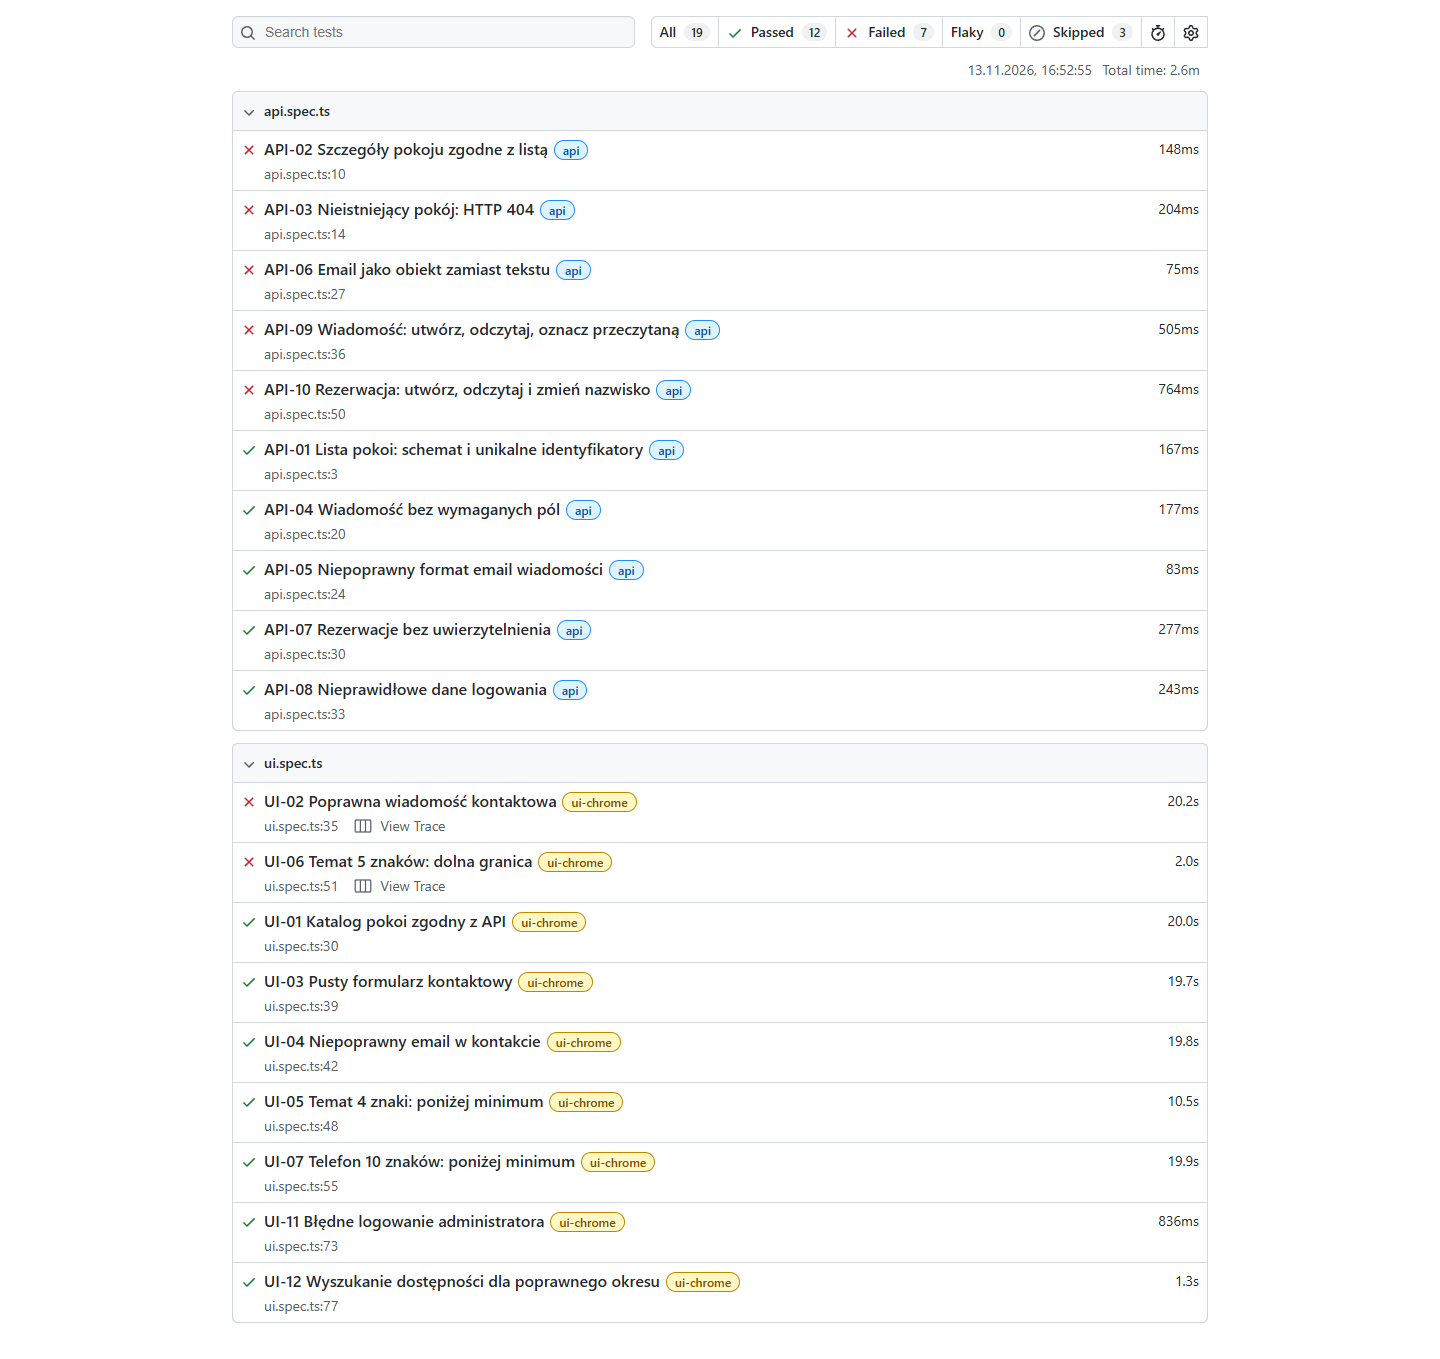 Search tests
All 19 Passed 12 Failed 7 Flaky 0 Skipped 3
13.11.2026, 16:52:55 Total time: 2.6m
api.spec.ts
API-02 Szczegóły pokoju zgodne z listą api 148ms
api.spec.ts:10
API-03 Nieistniejący pokój: HTTP 404 api 204ms
api.spec.ts:14
API-06 Email jako obiekt zamiast tekstu api 75ms
api.spec.ts:27
API-09 Wiadomość: utwórz, odczytaj, oznacz przeczytaną api 505ms
api.spec.ts:36
API-10 Rezerwacja: utwórz, odczytaj i zmień nazwisko api 764ms
api.spec.ts:50
API-01 Lista pokoi: schemat i unikalne identyfikatory api 167ms
api.spec.ts:3
API-04 Wiadomość bez wymaganych pól api 177ms
api.spec.ts:20
API-05 Niepoprawny format email wiadomości api 83ms
api.spec.ts:24
API-07 Rezerwacje bez uwierzytelnienia api 277ms
api.spec.ts:30
API-08 Nieprawidłowe dane logowania api 243ms
api.spec.ts:33
ui.spec.ts
UI-02 Poprawna wiadomość kontaktowa ui-chrome 20.2s
ui.spec.ts:35 View Trace
UI-06 Temat 5 znaków: dolna granica ui-chrome 2.0s
ui.spec.ts:51 View Trace
UI-01 Katalog pokoi zgodny z API ui-chrome 20.0s
ui.spec.ts:30
UI-03 Pusty formularz kontaktowy ui-chrome 19.7s
ui.spec.ts:39
UI-04 Niepoprawny email w kontakcie ui-chrome 19.8s
ui.spec.ts:42
UI-05 Temat 4 znaki: poniżej minimum ui-chrome 10.5s
ui.spec.ts:48
UI-07 Telefon 10 znaków: poniżej minimum ui-chrome 19.9s
ui.spec.ts:55
UI-11 Błędne logowanie administratora ui-chrome 836ms
ui.spec.ts:73
UI-12 Wyszukanie dostępności dla poprawnego okresu ui-chrome 1.3s
ui.spec.ts:77